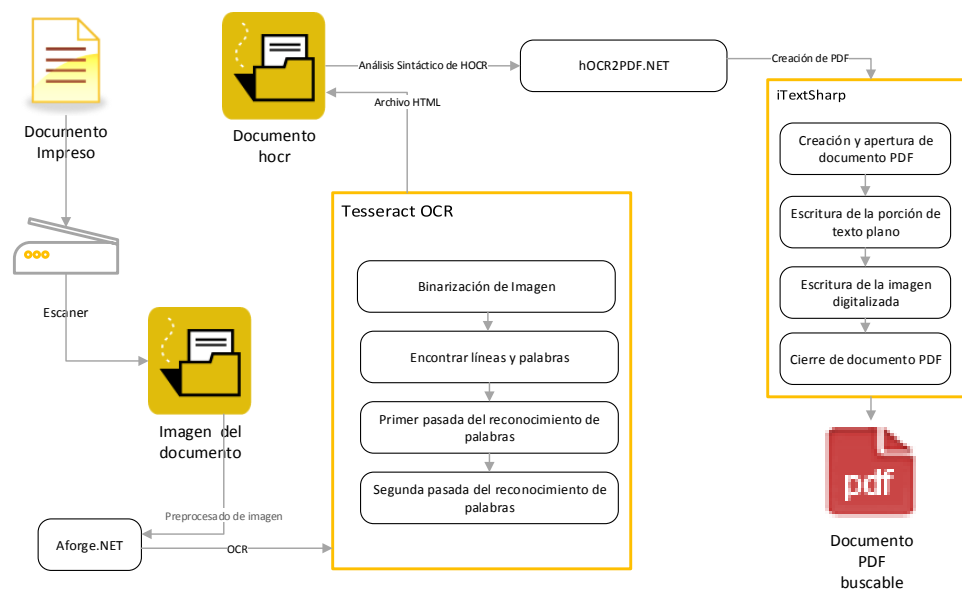 Documento
Impreso
Escaner
Imagen del
documento
Preprocesado de imagen
Aforge.NET
OCR
Tesseract OCR
Binarización de Imagen
Encontrar líneas y palabras
Primer pasada del reconocimiento de
palabras
Segunda pasada del reconocimiento de
palabras
Archivo HTML
Documento
hocr
Análisis Sintáctico de HOCR
hOCR2PDF.NET
Creación de PDF
iTextSharp
Creación y apertura de
documento PDF
Escritura de la porción de
texto plano
Escritura de la imagen
digitalizada
Cierre de documento PDF
pdf
Documento
PDF
buscable